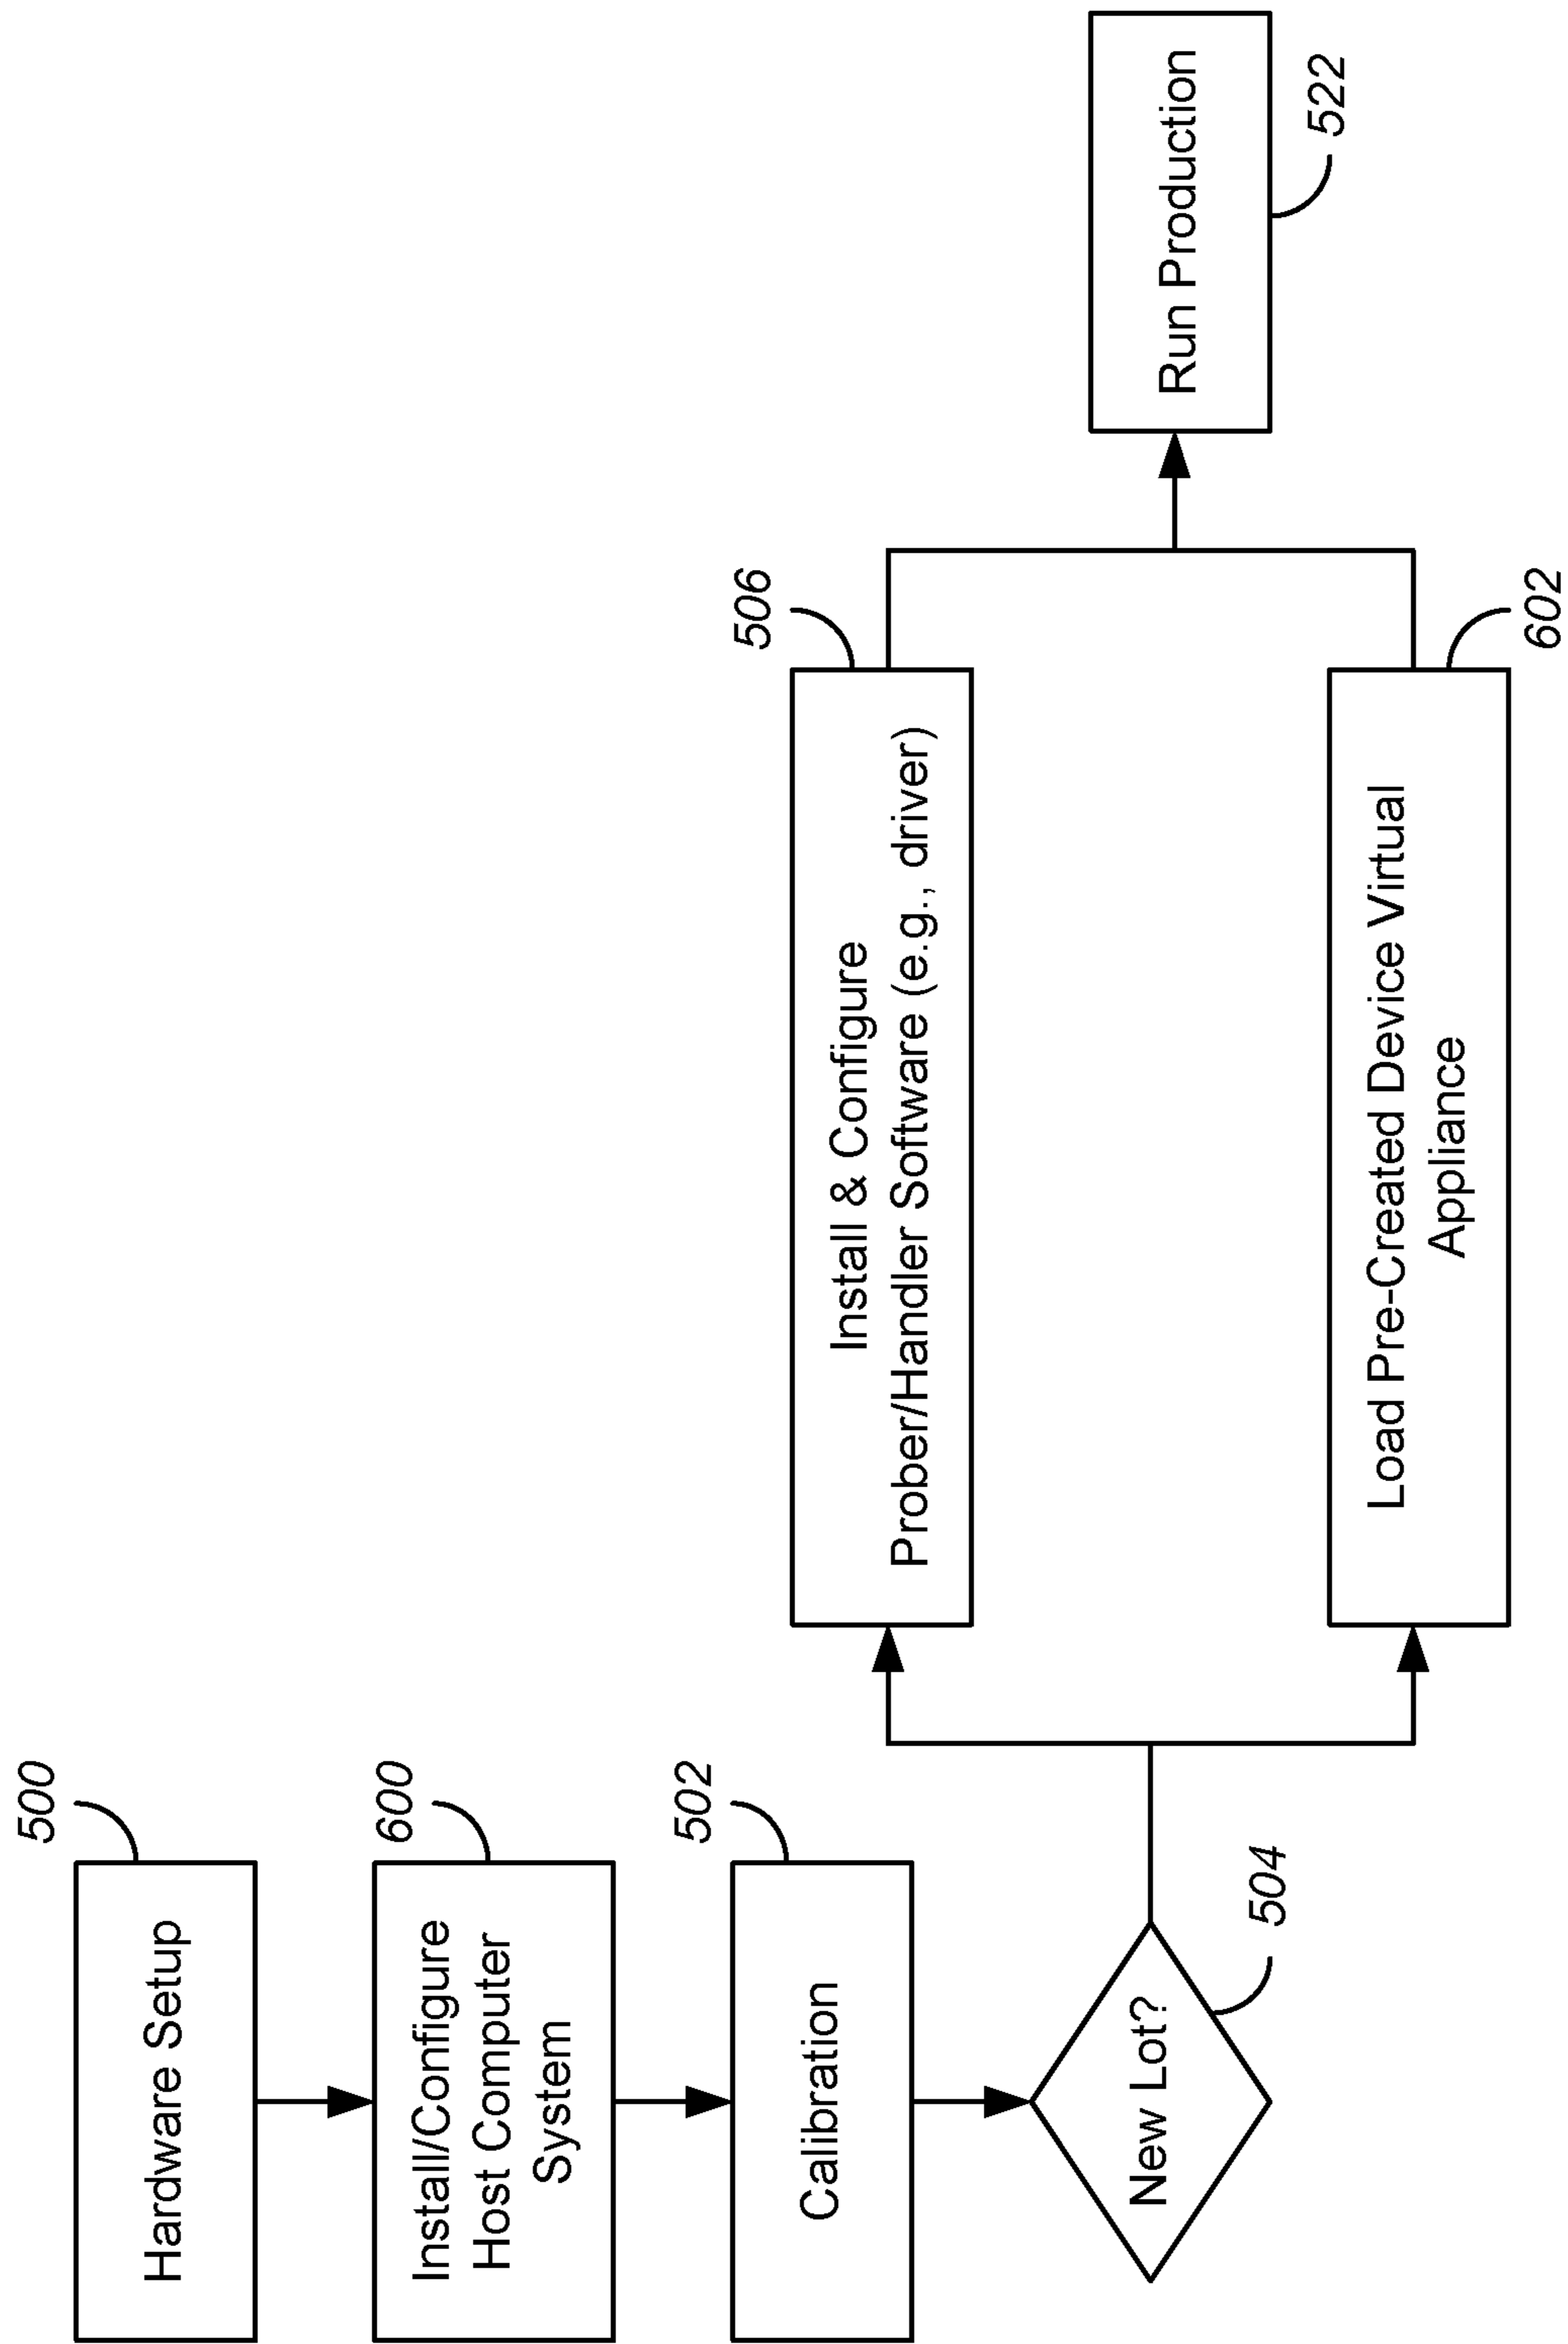 Hardware Setup
500
Install/Configure
Host Computer
System
600
Calibration
502
New Lot?
504
Install & Configure
Prober/Handler Software (e.g., driver)
506
Load Pre-Created Device Virtual
Appliance
602
Run Production
522